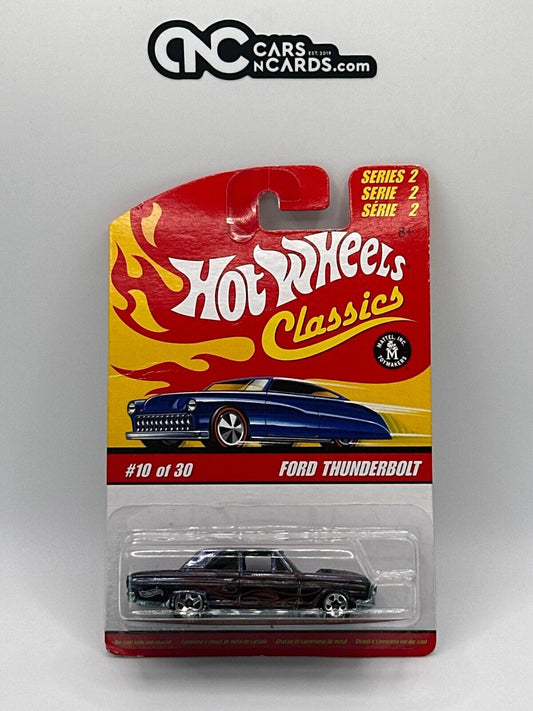 CNC CARS
EST. 2019
nCARDS.com
SERIES 2
SERIE 2
SÉRIE 2
8+
HOT WHEELS
Classics
MATTEL, INC.
M
TOYMAKERS
#10 of 30
FORD THUNDERBOLT